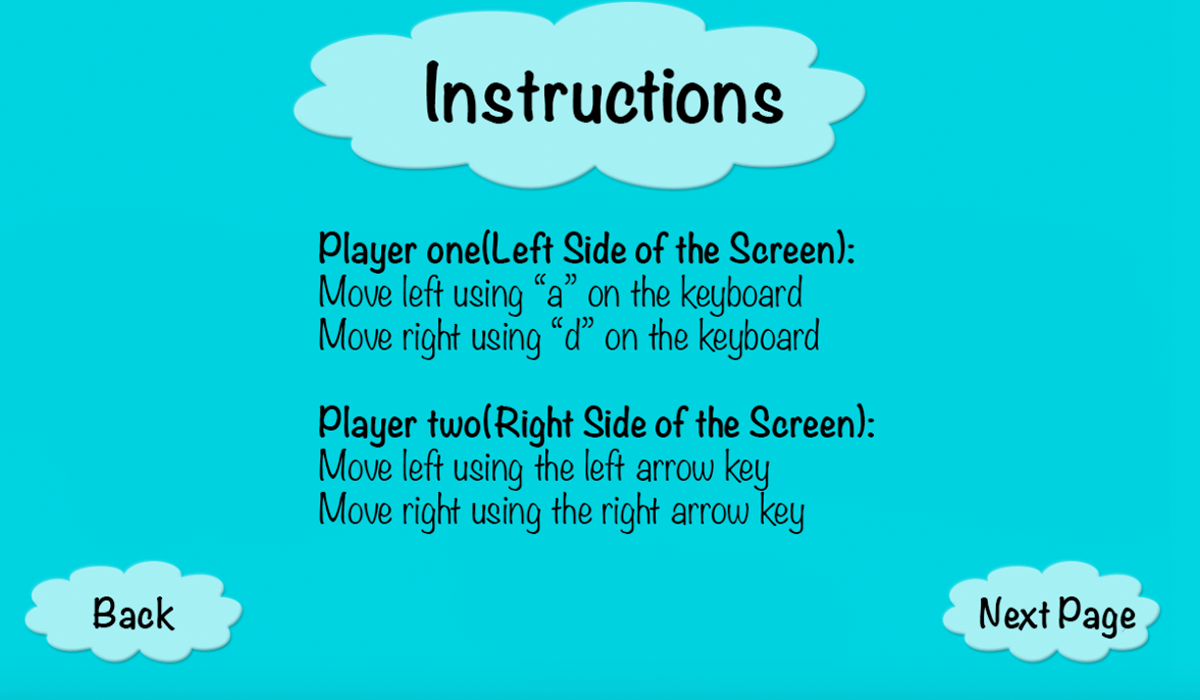 Instructions
Player one(Left Side of the Screen):
Move left using “a” on the keyboard
Move right using “d” on the keyboard
Player two(Right Side of the Screen):
Move left using the left arrow key
Move right using the right arrow key
Back
Next Page